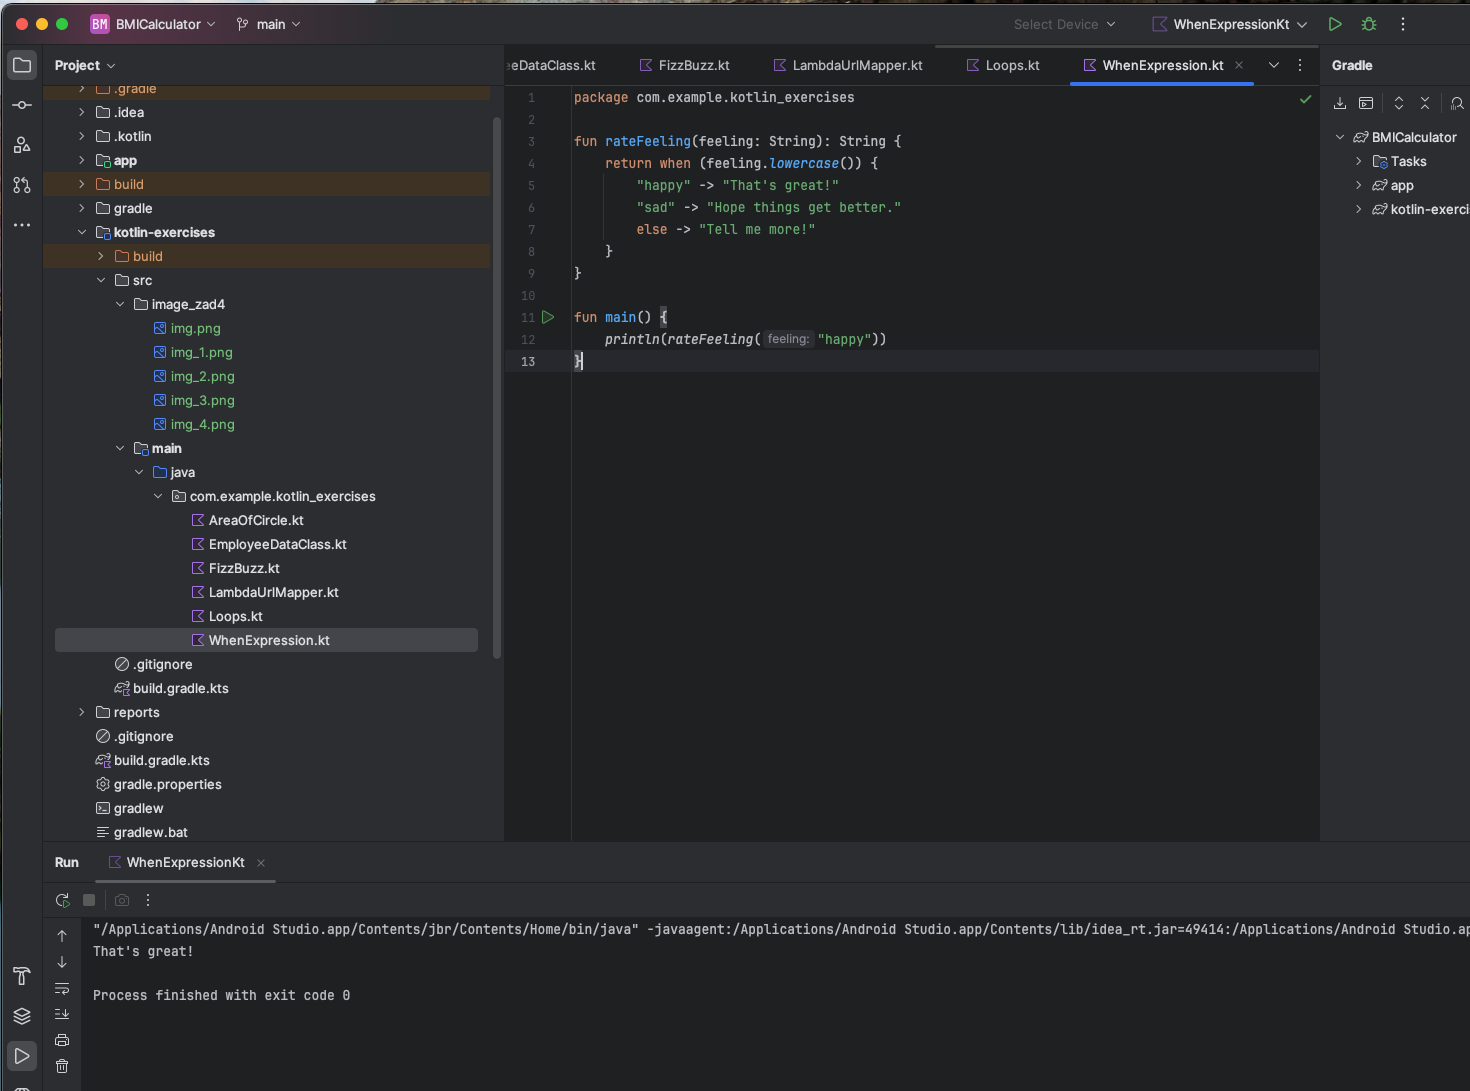 BM BMICalculator main Select Device WhenExpressionKt
Project
eDataClass.kt FizzBuzz.kt LambdaUrlMapper.kt Loops.kt WhenExpression.kt
Gradle
.gradle
.idea
.kotlin
app
build
gradle
kotlin-exercises
build
src
image_zad4
img.png
img_1.png
img_2.png
img_3.png
img_4.png
main
java
com.example.kotlin_exercises
AreaOfCircle.kt
EmployeeDataClass.kt
FizzBuzz.kt
LambdaUrlMapper.kt
Loops.kt
WhenExpression.kt
.gitignore
build.gradle.kts
reports
.gitignore
build.gradle.kts
gradle.properties
gradlew
gradlew.bat
1 package com.example.kotlin_exercises
2
3 fun rateFeeling(feeling: String): String {
4 return when (feeling.lowercase()) {
5 "happy" -> "That's great!"
6 "sad" -> "Hope things get better."
7 else -> "Tell me more!"
8 }
9 }
10
11 fun main() {
12 println(rateFeeling( feeling: "happy"))
13 }
BMICalculator
Tasks
app
kotlin-exerci
Run WhenExpressionKt
"/Applications/Android Studio.app/Contents/jbr/Contents/Home/bin/java" -javaagent:/Applications/Android Studio.app/Contents/lib/idea_rt.jar=49414:/Applications/Android Studio.ap
That's great!
Process finished with exit code 0